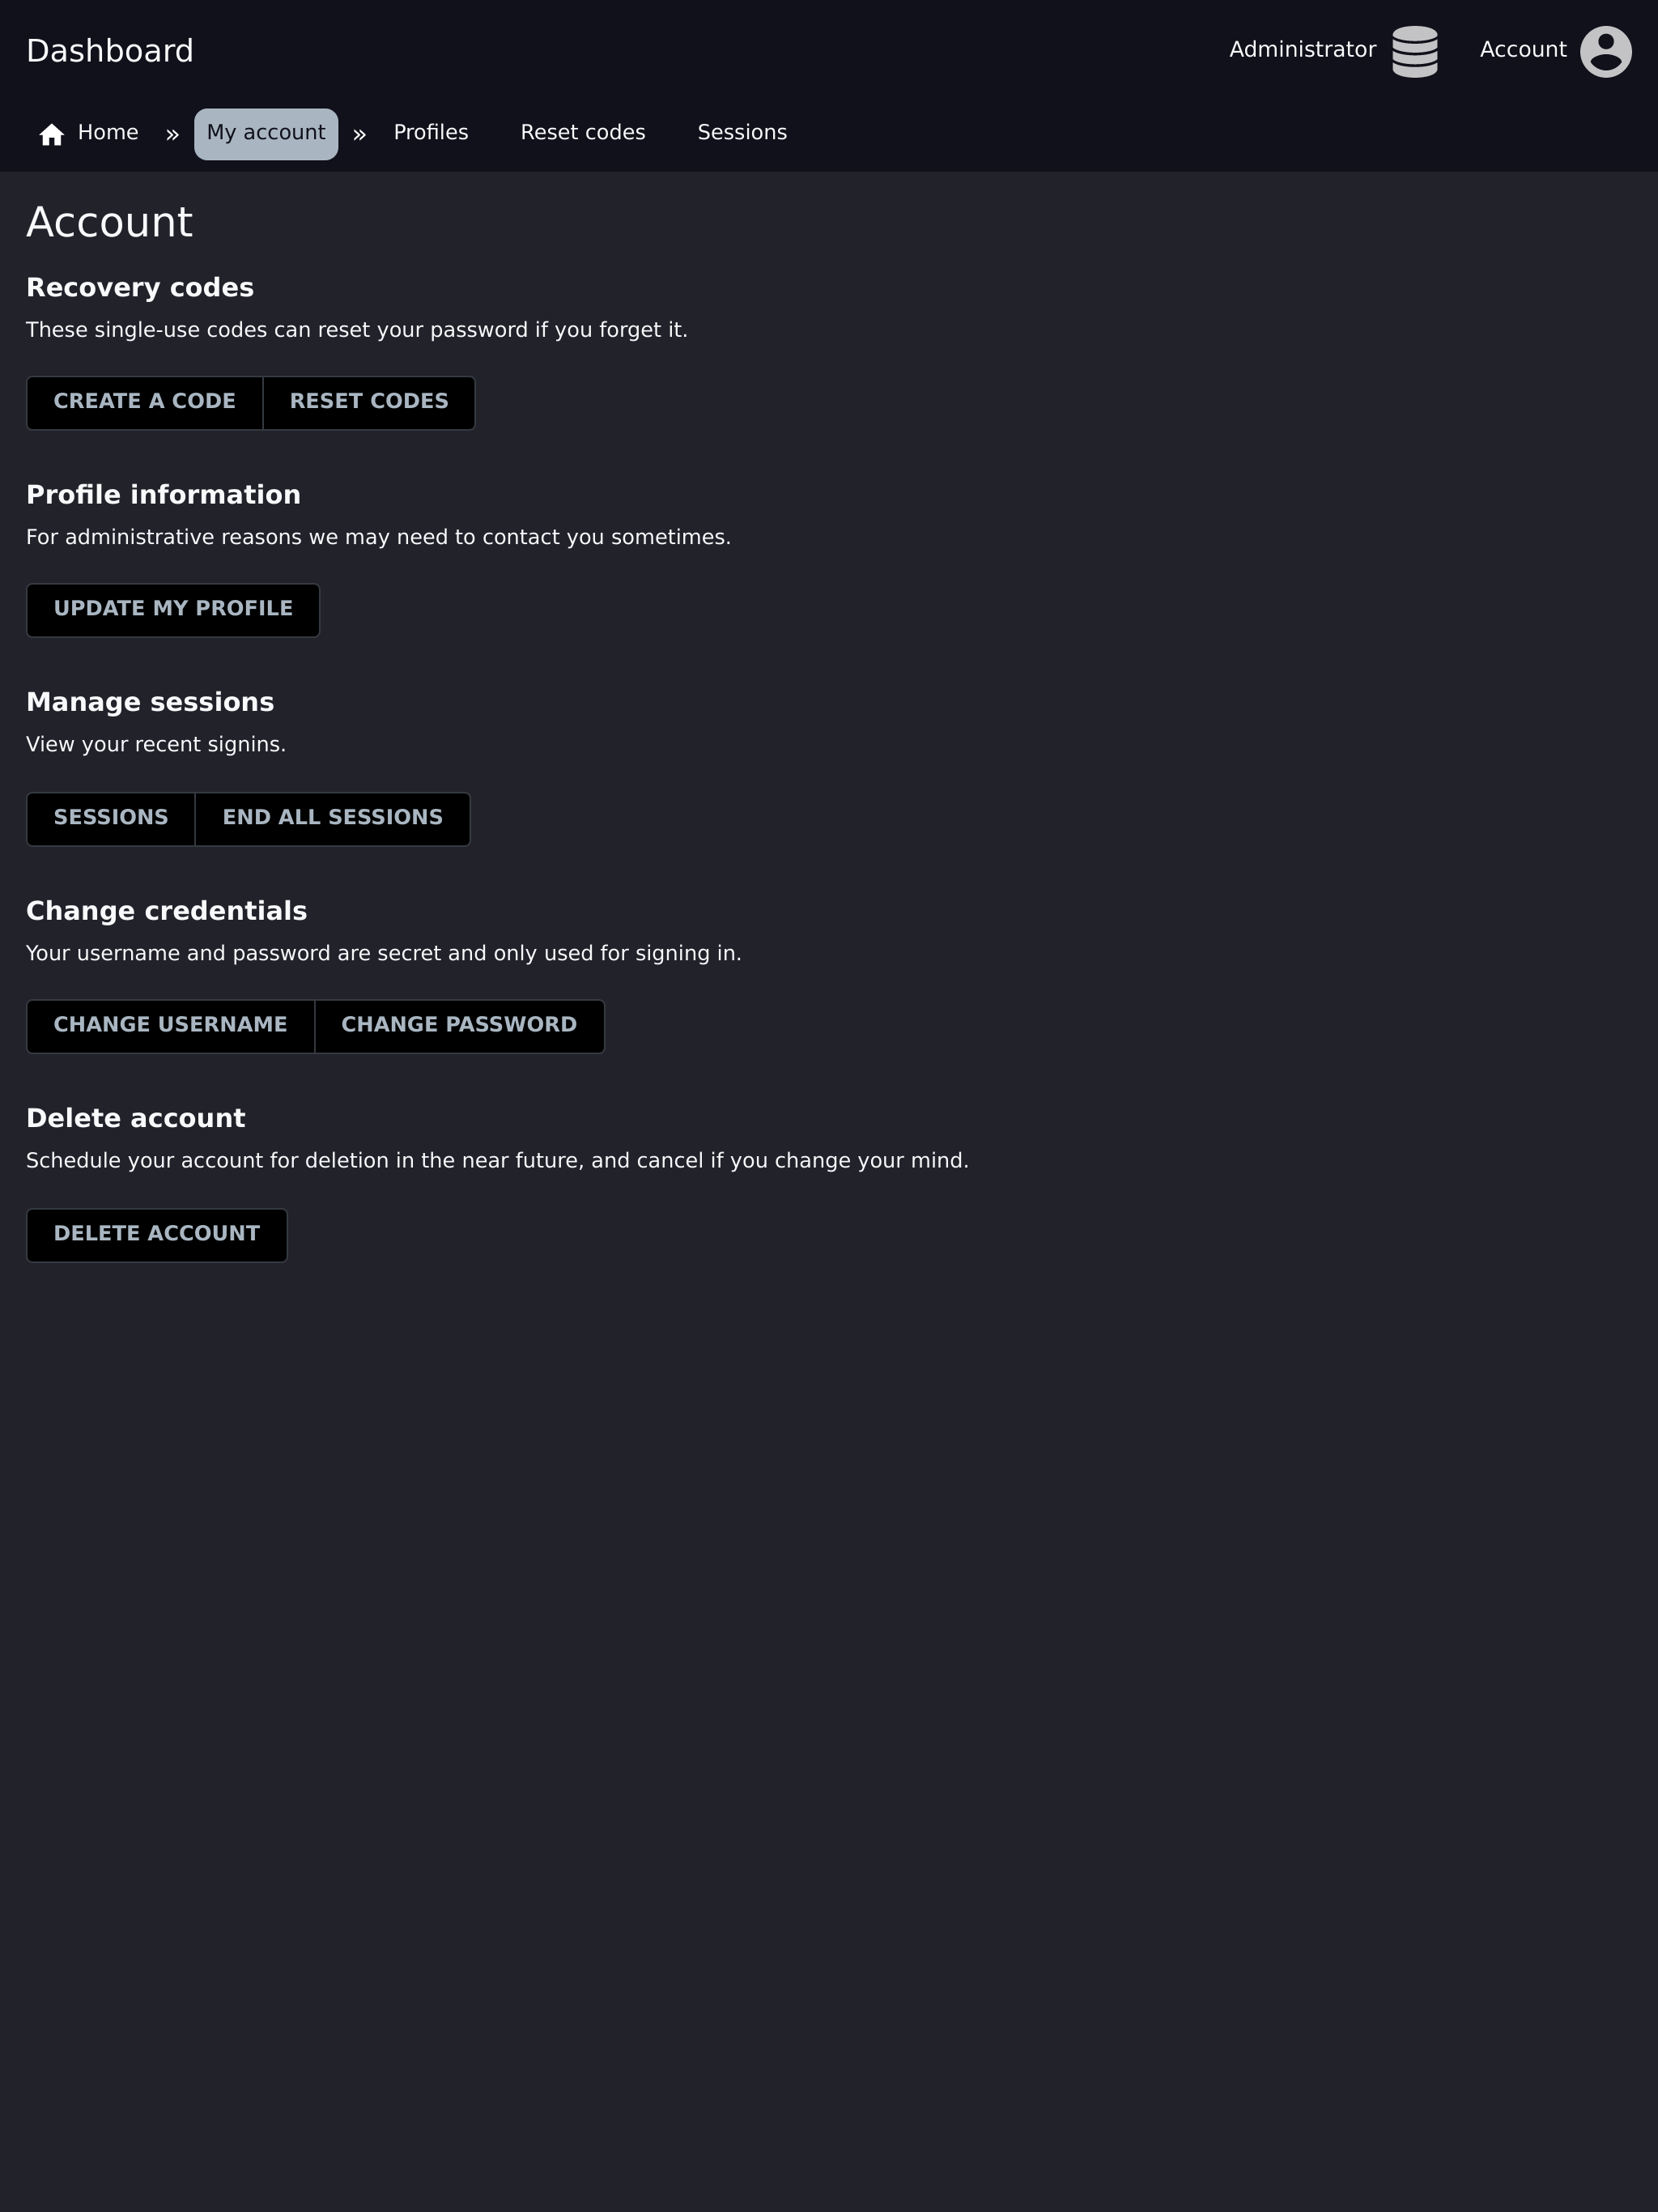 Dashboard
Administrator
Account
Home » My account » Profiles Reset codes Sessions
Account
Recovery codes
These single-use codes can reset your password if you forget it.
CREATE A CODE RESET CODES
Profile information
For administrative reasons we may need to contact you sometimes.
UPDATE MY PROFILE
Manage sessions
View your recent signins.
SESSIONS END ALL SESSIONS
Change credentials
Your username and password are secret and only used for signing in.
CHANGE USERNAME CHANGE PASSWORD
Delete account
Schedule your account for deletion in the near future, and cancel if you change your mind.
DELETE ACCOUNT